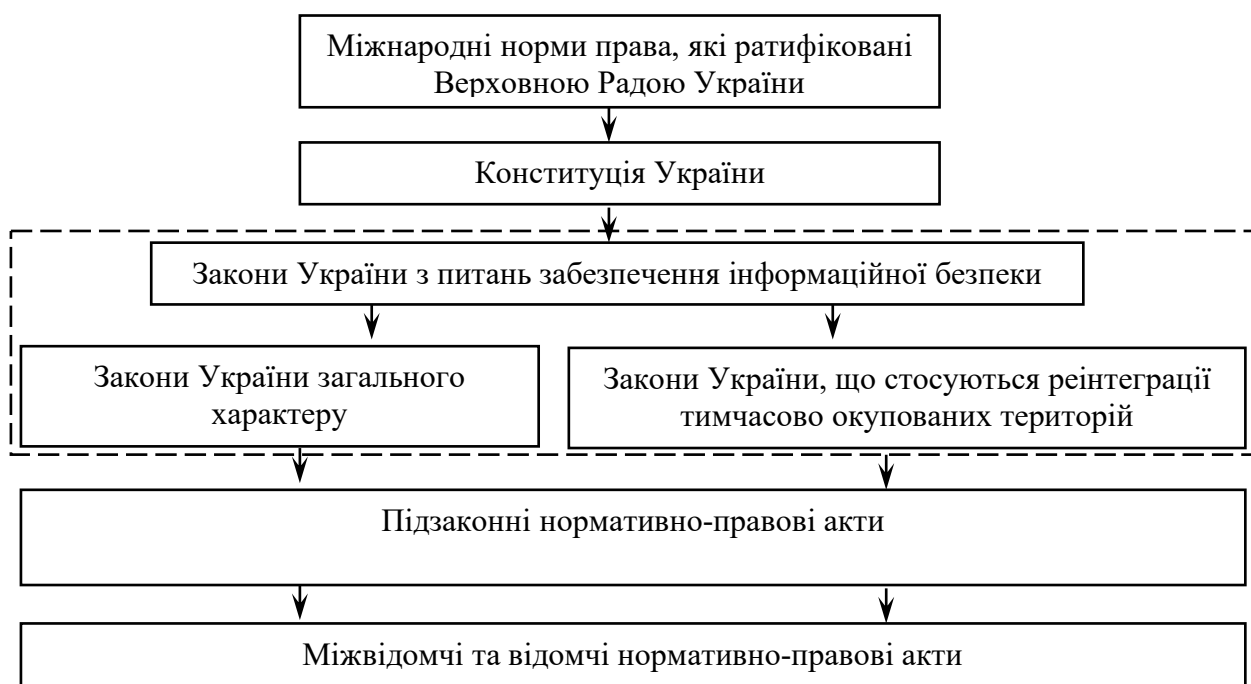 Міжнародні норми права, які ратифіковані
Верховною Радою України
Конституція України
Закони України з питань забезпечення інформаційної безпеки
Закони України загального
характеру
Закони України, що стосуються реінтеграції
тимчасово окупованих територій
Підзаконні нормативно-правові акти
Міжвідомчі та відомчі нормативно-правові акти